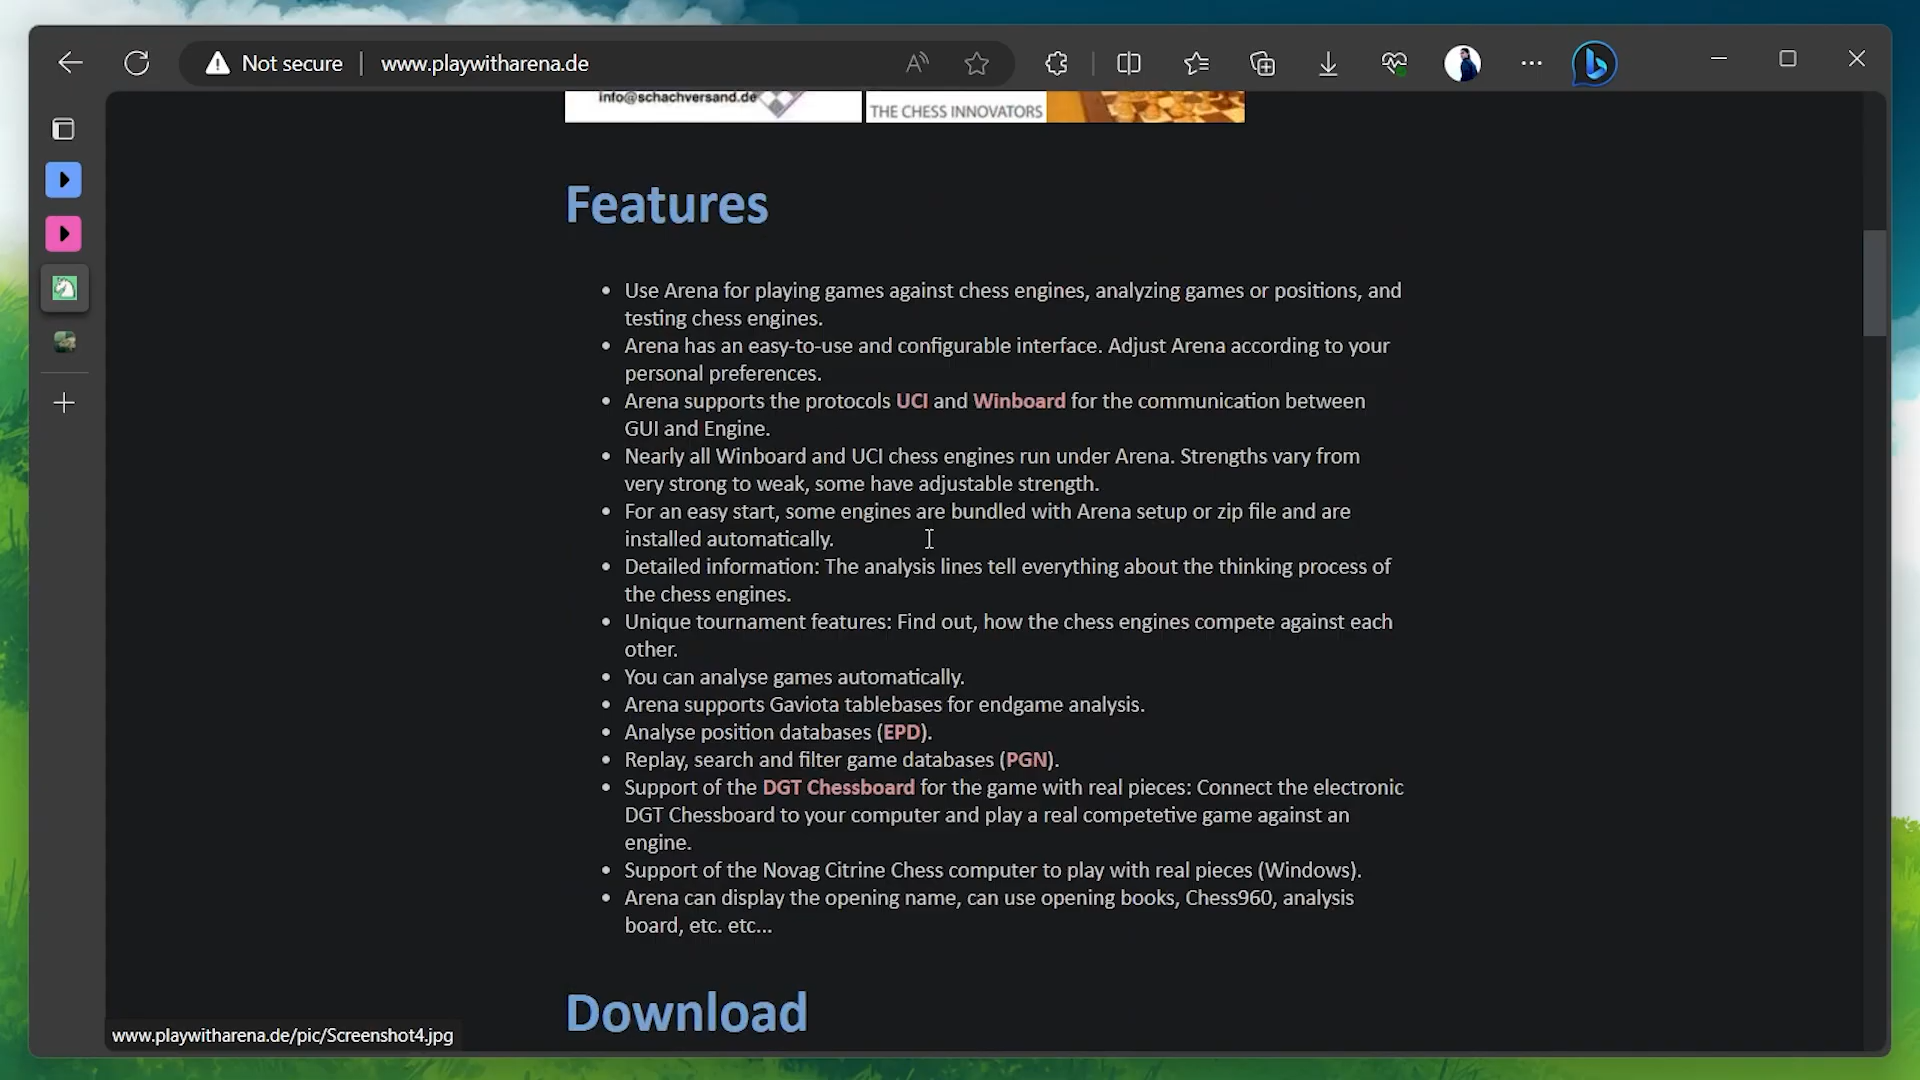 Not secure
www.playwitharena.de
info@schachversand.de
THE CHESS INNOVATORS
Features
• Use Arena for playing games against chess engines, analyzing games or positions, and
testing chess engines.
• Arena has an easy-to-use and configurable interface. Adjust Arena according to your
personal preferences.
• Arena supports the protocols UCI and Winboard for the communication between
GUI and Engine.
• Nearly all Winboard and UCI chess engines run under Arena. Strengths vary from
very strong to weak, some have adjustable strength.
• For an easy start, some engines are bundled with Arena setup or zip file and are
installed automatically.
• Detailed information: The analysis lines tell everything about the thinking process of
the chess engines.
• Unique tournament features: Find out, how the chess engines compete against each
other.
• You can analyse games automatically.
• Arena supports Gaviota tablebases for endgame analysis.
• Analyse position databases (EPD).
• Replay, search and filter game databases (PGN).
• Support of the DGT Chessboard for the game with real pieces: Connect the electronic
DGT Chessboard to your computer and play a real competetive game against an
engine.
• Support of the Novag Citrine Chess computer to play with real pieces (Windows).
• Arena can display the opening name, can use opening books, Chess960, analysis
board, etc. etc...
Download
www.playwitharena.de/pic/Screenshot4.jpg